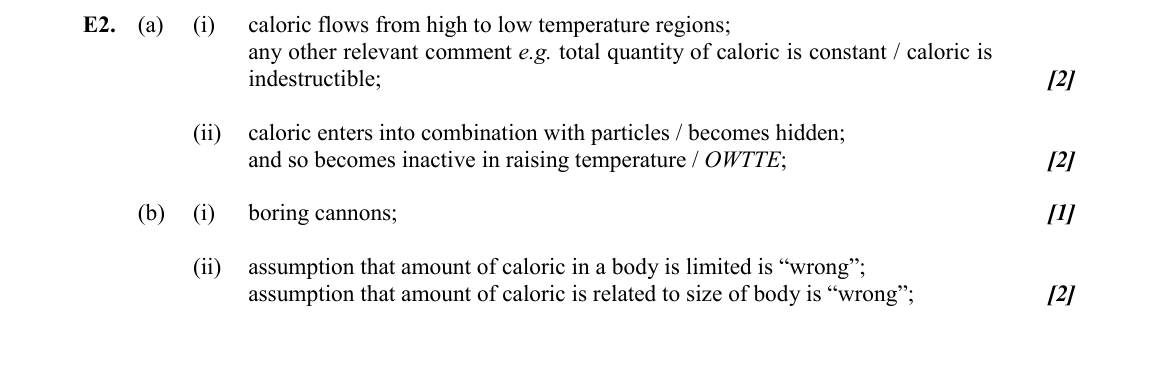 E2. (a) (i) caloric flows from high to low temperature regions;
any other relevant comment e.g. total quantity of caloric is constant / caloric is
indestructible; [2]
(ii) caloric enters into combination with particles / becomes hidden;
and so becomes inactive in raising temperature / OWTTE; [2]
(b) (i) boring cannons; [1]
(ii) assumption that amount of caloric in a body is limited is “wrong”;
assumption that amount of caloric is related to size of body is “wrong”; [2]